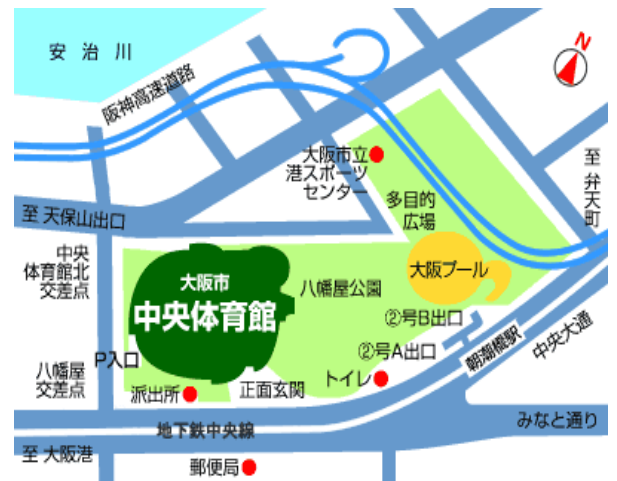 安治川
N
阪神高速道路
大阪市立
港スポーツ
センター
至 弁天町
多目的
広場
至 天保山出口
中央
体育館北
交差点
大阪市
中央体育館
八幡屋公園
大阪プール
②号B出口
②号A出口
朝潮橋駅
中央大通
P入口
八幡屋
交差点
派出所
正面玄関
トイレ
みなと通り
地下鉄中央線
至 大阪港
郵便局